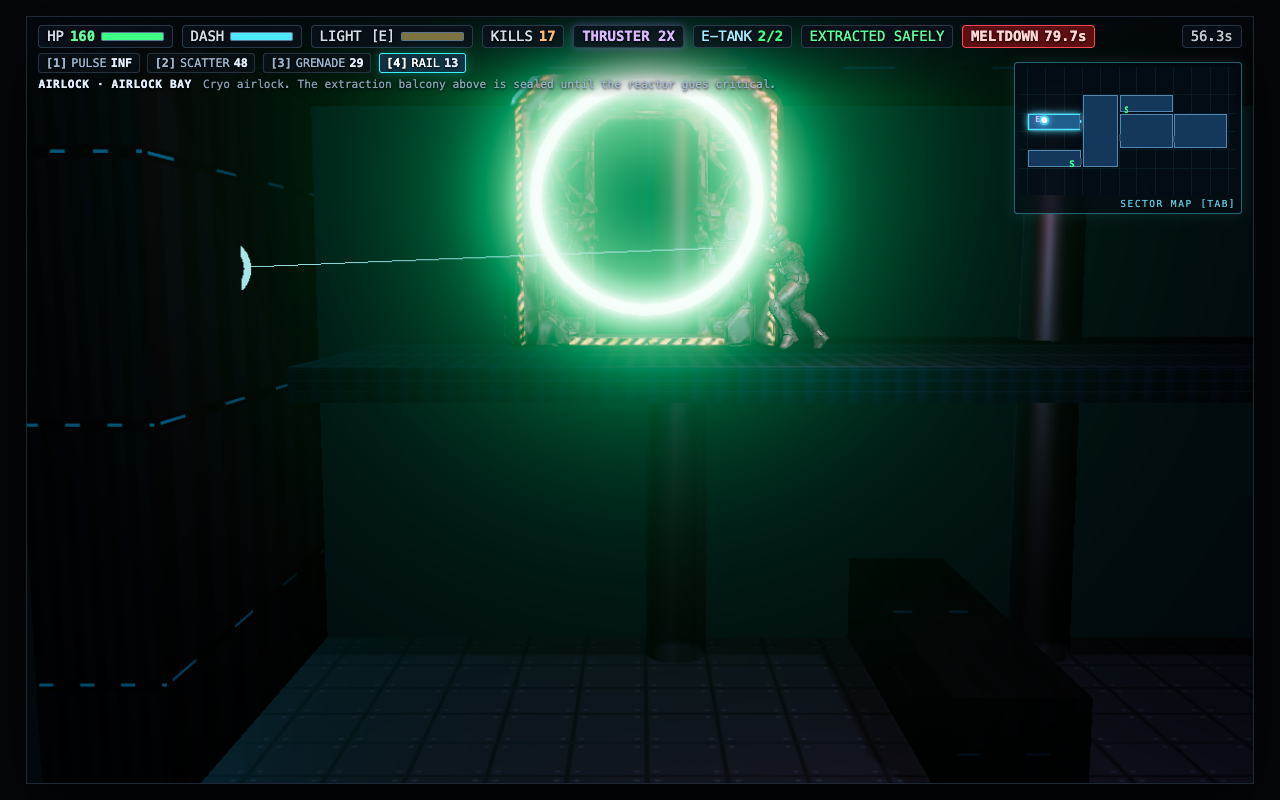 HP 160 DASH LIGHT [E] KILLS 17 THRUSTER 2X E-TANK 2/2 EXTRACTED SAFELY MELTDOWN 79.7s 56.3s
[1] PULSE INF [2] SCATTER 48 [3] GRENADE 29 [4] RAIL 13
AIRLOCK · AIRLOCK BAY Cryo airlock. The extraction balcony above is sealed until the reactor goes critical.
E
S
S
SECTOR MAP [TAB]